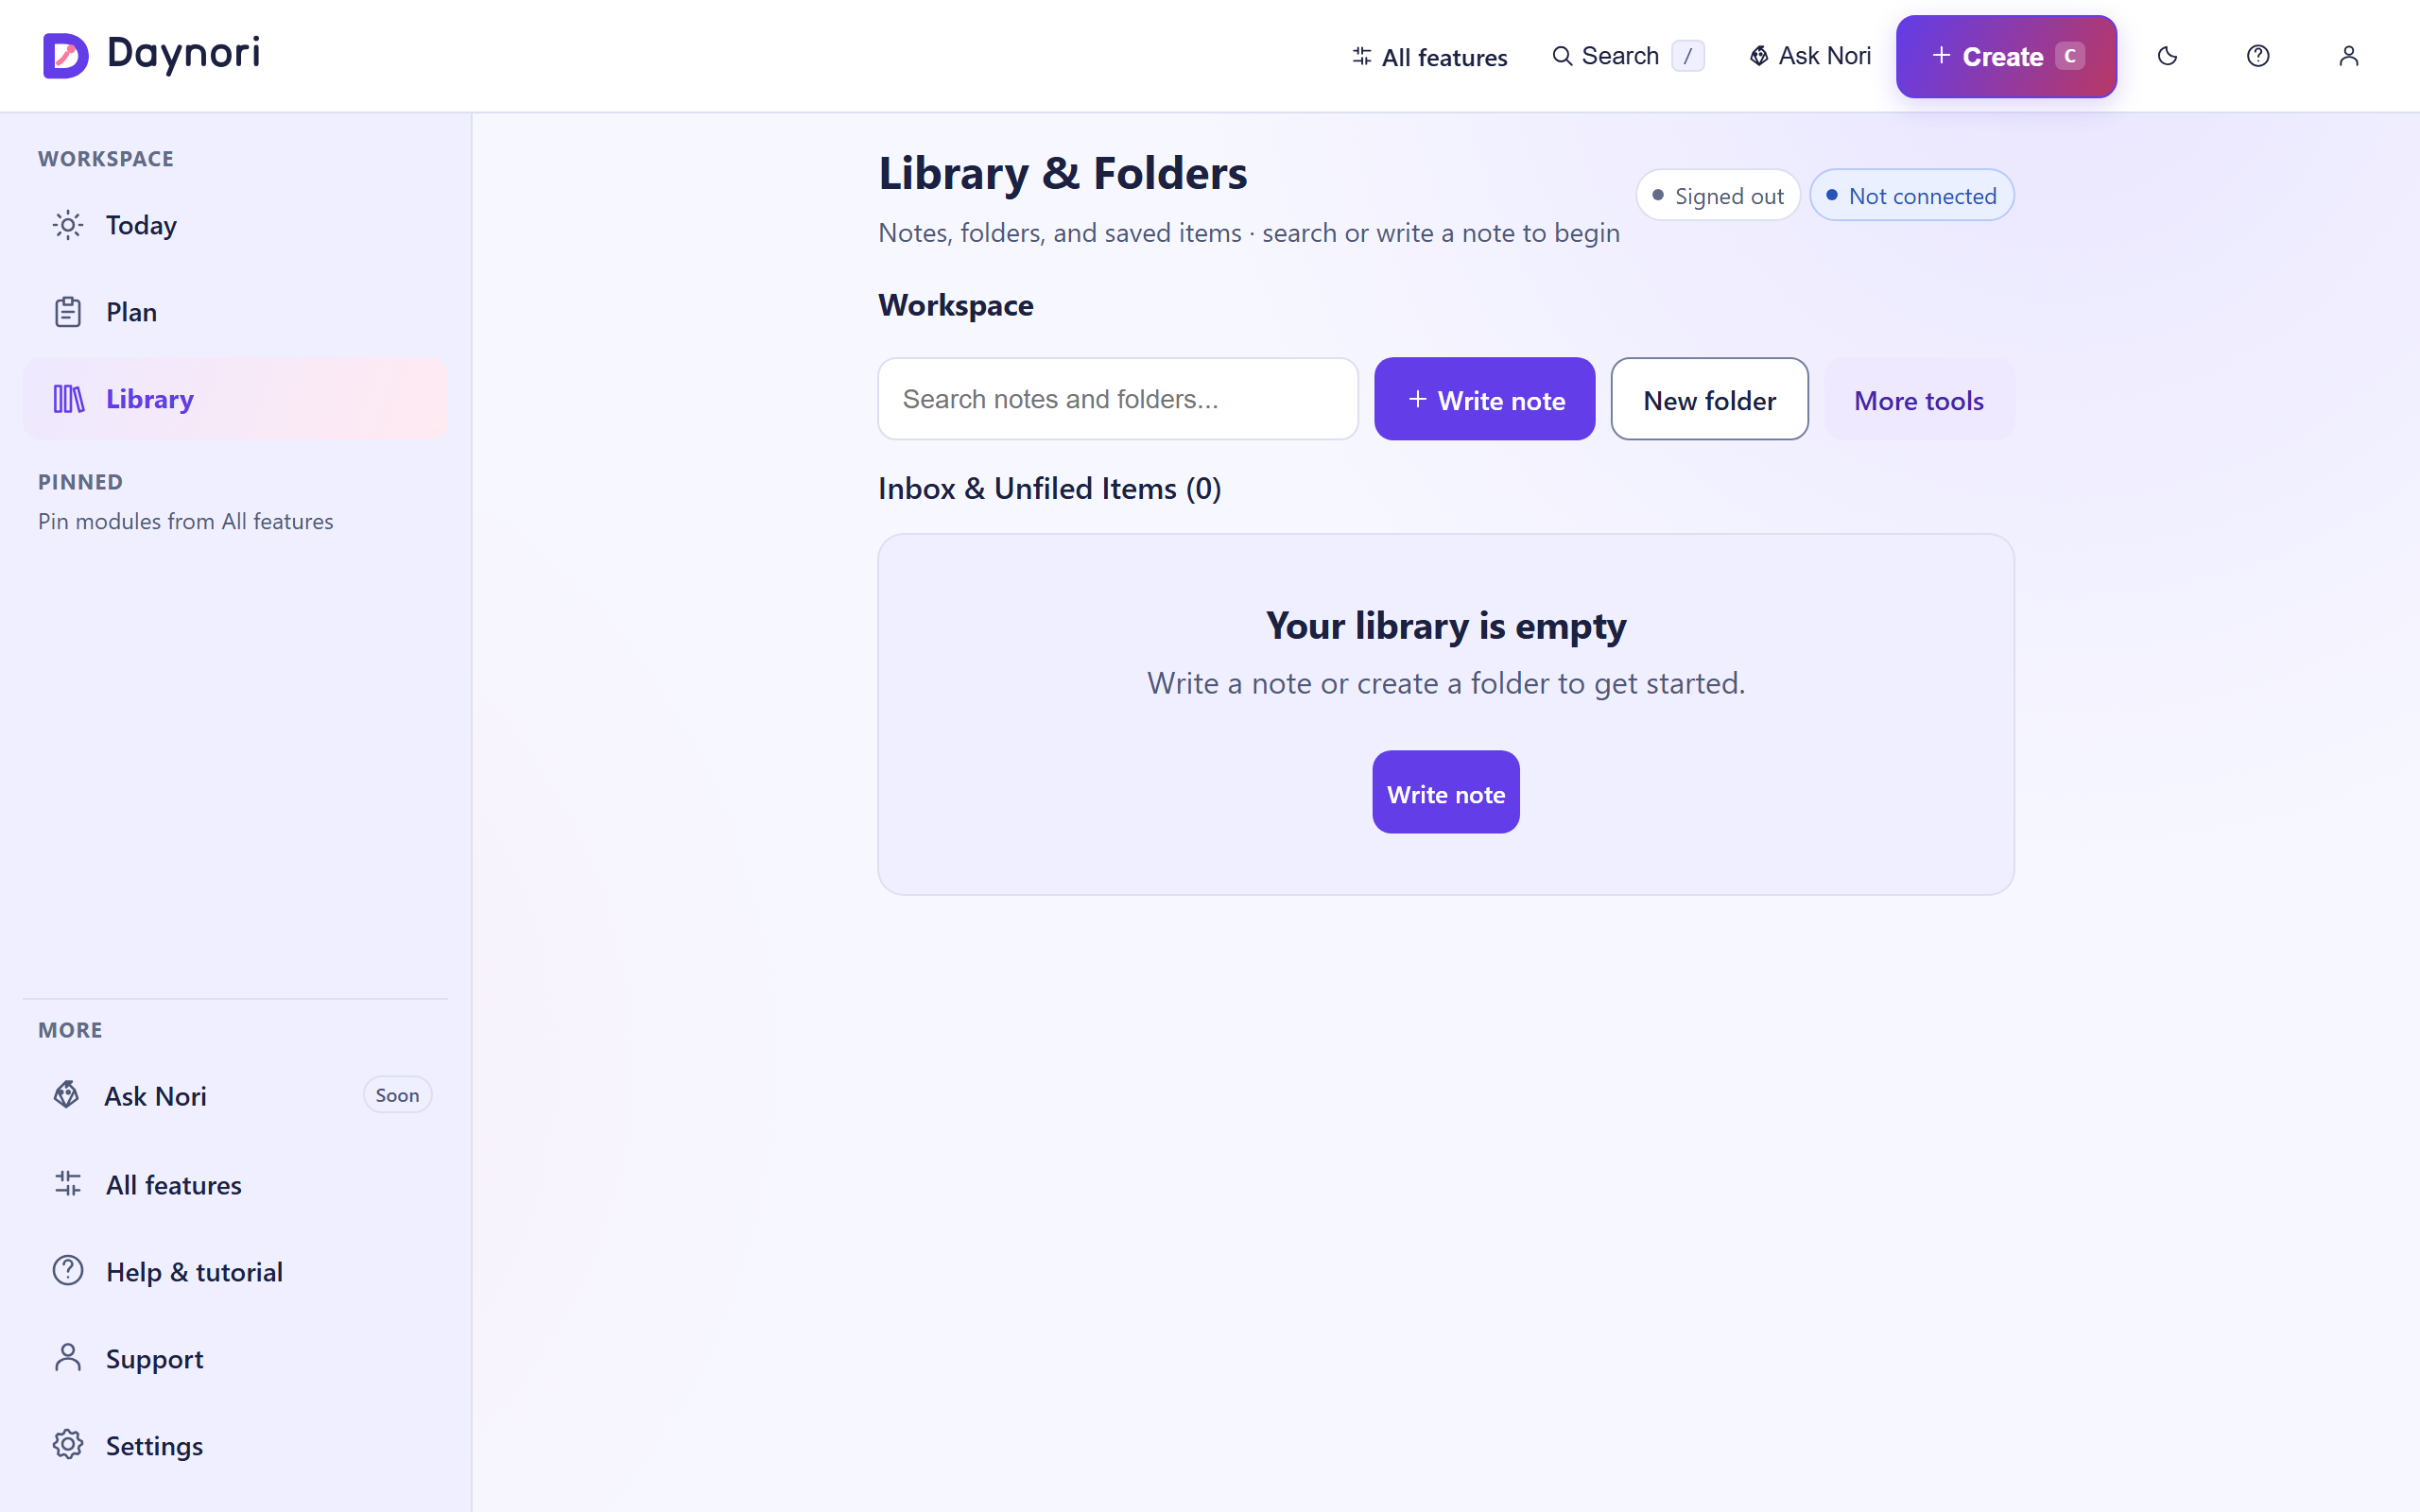 Daynori
All features
Search /
Ask Nori
+ Create C
WORKSPACE
Today
Plan
Library
PINNED
Pin modules from All features
MORE
Ask Nori Soon
All features
Help & tutorial
Support
Settings
Library & Folders
Notes, folders, and saved items · search or write a note to begin
Signed out
Not connected
Workspace
Search notes and folders...
+ Write note
New folder
More tools
Inbox & Unfiled Items (0)
Your library is empty
Write a note or create a folder to get started.
Write note